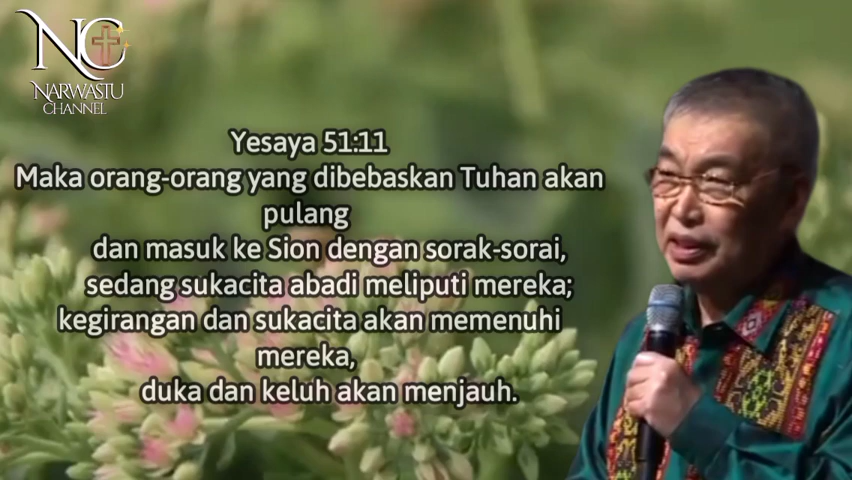 NC
NARWASTU
CHANNEL
Yesaya 51:11
Maka orang-orang yang dibebaskan Tuhan akan
pulang
dan masuk ke Sion dengan sorak-sorai,
sedang sukacita abadi meliputi mereka;
kegirangan dan sukacita akan memenuhi
mereka,
duka dan keluh akan menjauh.